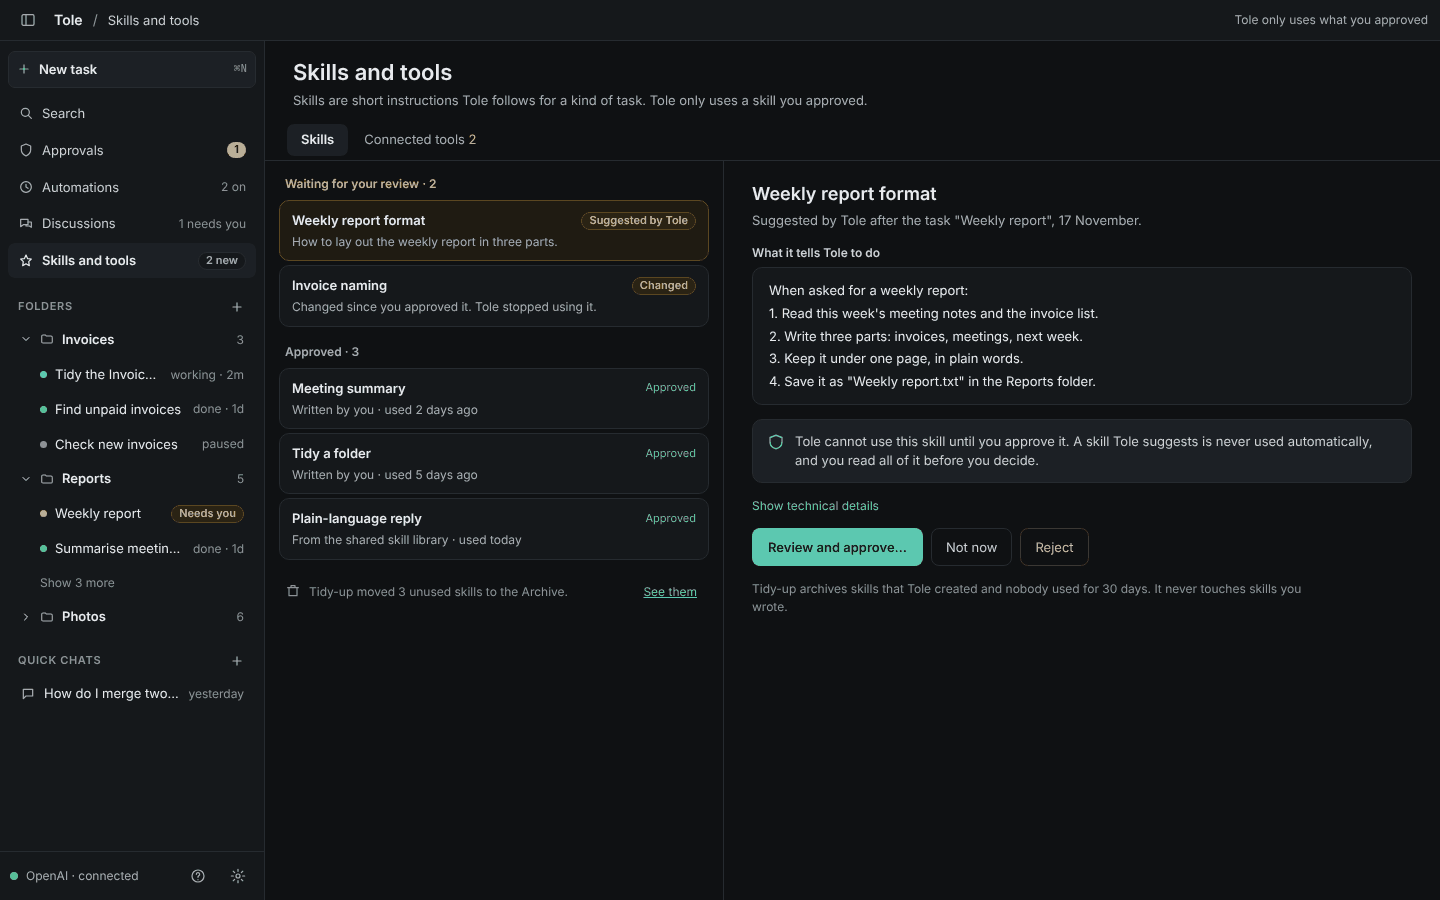 Tole / Skills and tools
Tole only uses what you approved
New task ⌘N
Search
Approvals 1
Automations 2 on
Discussions 1 needs you
Skills and tools 2 new
FOLDERS
Invoices 3
Tidy the Invoic... working · 2m
Find unpaid invoices done · 1d
Check new invoices paused
Reports 5
Weekly report Needs you
Summarise meetin... done · 1d
Show 3 more
Photos 6
QUICK CHATS
How do I merge two... yesterday
OpenAI · connected
Skills and tools
Skills are short instructions Tole follows for a kind of task. Tole only uses a skill you approved.
Skills Connected tools 2
Waiting for your review · 2
Weekly report format Suggested by Tole
How to lay out the weekly report in three parts.
Invoice naming Changed
Changed since you approved it. Tole stopped using it.
Approved · 3
Meeting summary Approved
Written by you · used 2 days ago
Tidy a folder Approved
Written by you · used 5 days ago
Plain-language reply Approved
From the shared skill library · used today
Tidy-up moved 3 unused skills to the Archive. See them
Weekly report format
Suggested by Tole after the task "Weekly report", 17 November.
What it tells Tole to do
When asked for a weekly report:
1. Read this week's meeting notes and the invoice list.
2. Write three parts: invoices, meetings, next week.
3. Keep it under one page, in plain words.
4. Save it as "Weekly report.txt" in the Reports folder.
Tole cannot use this skill until you approve it. A skill Tole suggests is never used automatically,
and you read all of it before you decide.
Show technical details
Review and approve... Not now Reject
Tidy-up archives skills that Tole created and nobody used for 30 days. It never touches skills you
wrote.